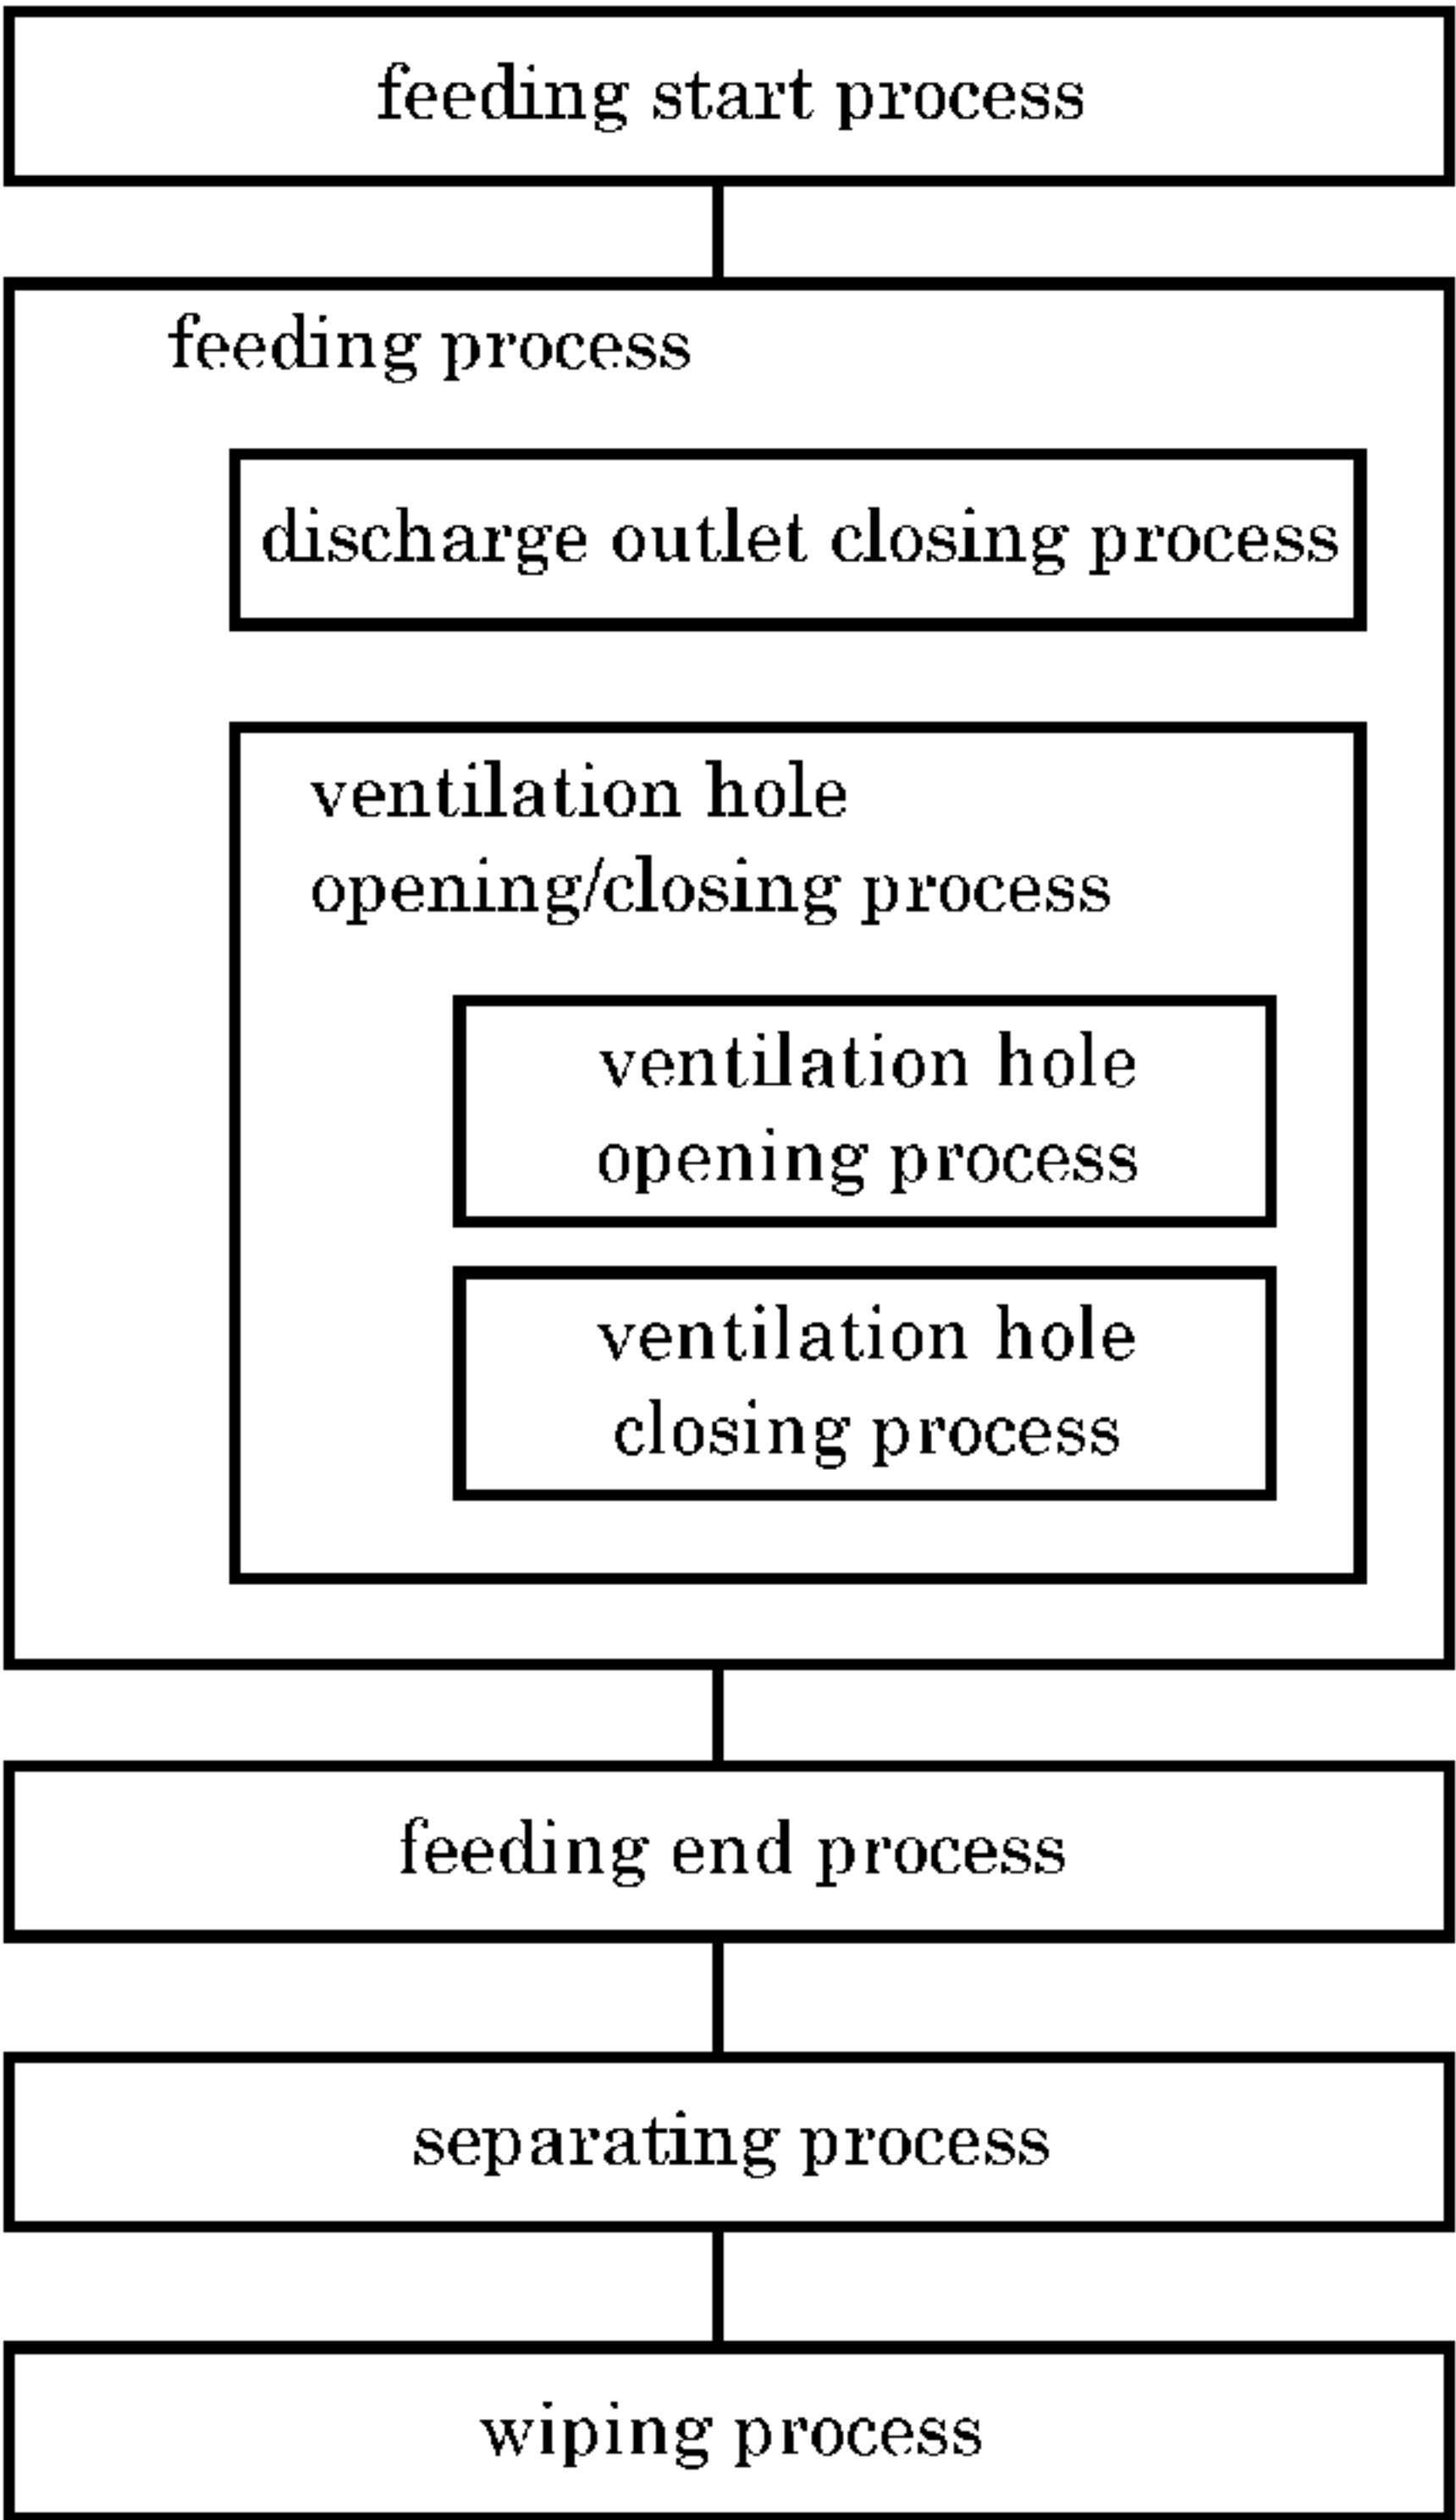 feeding start process
feeding process
discharge outlet closing process
ventilation hole
opening/closing process
ventilation hole
opening process
ventilation hole
closing process
feeding end process
separating process
wiping process